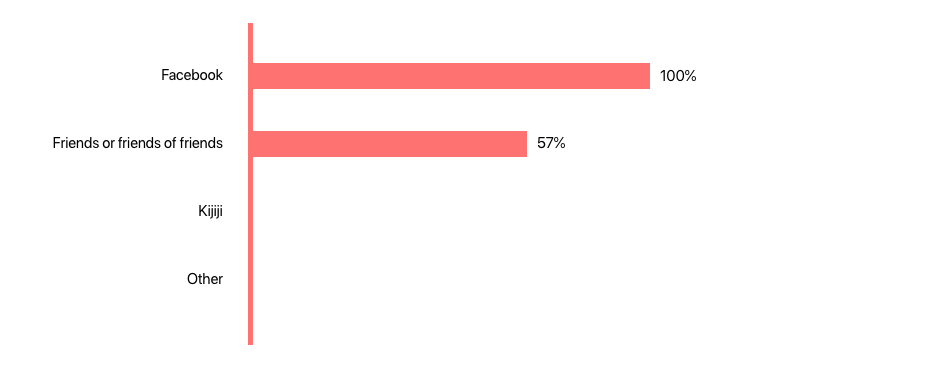 Facebook
100%
Friends or friends of friends
57%
Kijiji
Other